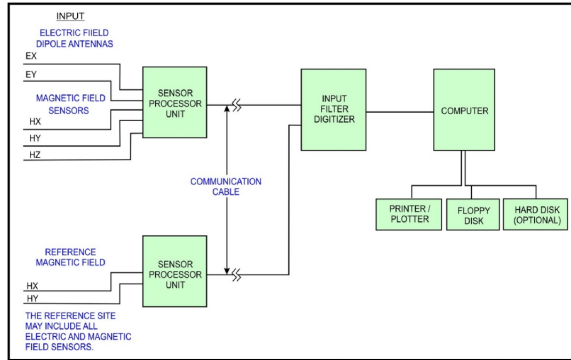 INPUT
ELECTRIC FIIELD
DIPOLE ANTENNAS
EX
EY
MAGNETIC FIELD
SENSORS
HX
HY
HZ
SENSOR
PROCESSOR
UNIT
INPUT
FILTER
DIGITIZER
COMPUTER
COMMUNICATION
CABLE
PRINTER /
PLOTTER
FLOPPY
DISK
HARD DISK
(OPTIONAL)
REFERENCE
MAGNETIC FIELD
HX
HY
SENSOR
PROCESSOR
UNIT
THE REFERENCE SITE
MAY INCLUDE ALL
ELECTRIC AND MAGNETIC
FIELD SENSORS.